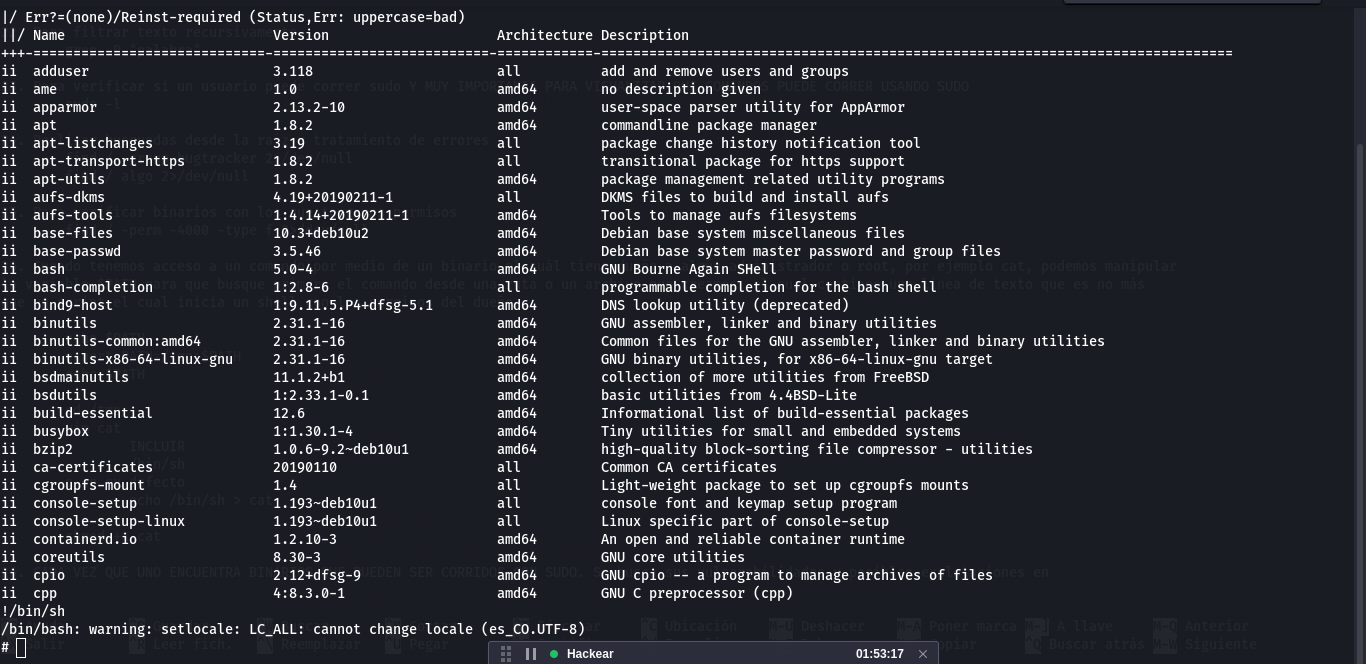 |/ Err?=(none)/Reinst-required (Status,Err: uppercase=bad)
||/ Name                          Version                     Architecture Description
+++-=============================-===========================-============-===============================================================================
ii  adduser                       3.118                       all          add and remove users and groups
ii  ame                           1.0                         amd64        no description given
ii  apparmor                      2.13.2-10                   amd64        user-space parser utility for AppArmor
ii  apt                           1.8.2                       amd64        commandline package manager
ii  apt-listchanges               3.19                        all          package change history notification tool
ii  apt-transport-https           1.8.2                       all          transitional package for https support
ii  apt-utils                     1.8.2                       amd64        package management related utility programs
ii  aufs-dkms                     4.19+20190211-1             all          DKMS files to build and install aufs
ii  aufs-tools                    1:4.14+20190211-1           amd64        Tools to manage aufs filesystems
ii  base-files                    10.3+deb10u2                amd64        Debian base system miscellaneous files
ii  base-passwd                   3.5.46                      amd64        Debian base system master password and group files
ii  bash                          5.0-4                       amd64        GNU Bourne Again SHell
ii  bash-completion               1:2.8-6                     all          programmable completion for the bash shell
ii  bind9-host                    1:9.11.5.P4+dfsg-5.1        amd64        DNS lookup utility (deprecated)
ii  binutils                      2.31.1-16                   amd64        GNU assembler, linker and binary utilities
ii  binutils-common:amd64         2.31.1-16                   amd64        Common files for the GNU assembler, linker and binary utilities
ii  binutils-x86-64-linux-gnu     2.31.1-16                   amd64        GNU binary utilities, for x86-64-linux-gnu target
ii  bsdmainutils                  11.1.2+b1                   amd64        collection of more utilities from FreeBSD
ii  bsdutils                      1:2.33.1-0.1                amd64        basic utilities from 4.4BSD-Lite
ii  build-essential               12.6                        amd64        Informational list of build-essential packages
ii  busybox                       1:1.30.1-4                  amd64        Tiny utilities for small and embedded systems
ii  bzip2                         1.0.6-9.2~deb10u1           amd64        high-quality block-sorting file compressor - utilities
ii  ca-certificates               20190110                    all          Common CA certificates
ii  cgroupfs-mount                1.4                         all          Light-weight package to set up cgroupfs mounts
ii  console-setup                 1.193~deb10u1               all          console font and keymap setup program
ii  console-setup-linux           1.193~deb10u1               all          Linux specific part of console-setup
ii  containerd.io                 1.2.10-3                    amd64        An open and reliable container runtime
ii  coreutils                     8.30-3                      amd64        GNU core utilities
ii  cpio                          2.12+dfsg-9                 amd64        GNU cpio -- a program to manage archives of files
ii  cpp                           4:8.3.0-1                   amd64        GNU C preprocessor (cpp)
!/bin/sh
/bin/bash: warning: setlocale: LC_ALL: cannot change locale (es_CO.UTF-8)
#
Hackear 01:53:17